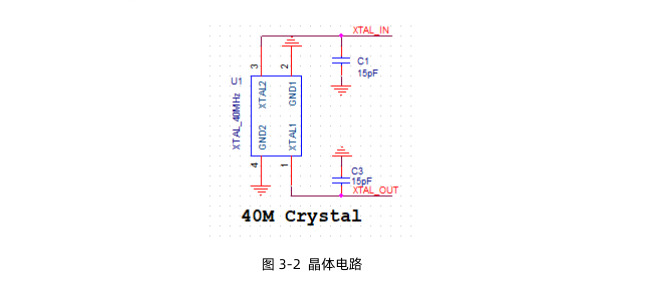 XTAL_IN
3
2
C1
15pF
U1
XTAL_40MHz
XTAL2
GND1
GND2
XTAL1
4
1
C3
15pF
XTAL_OUT
40M Crystal
图 3-2 晶体电路